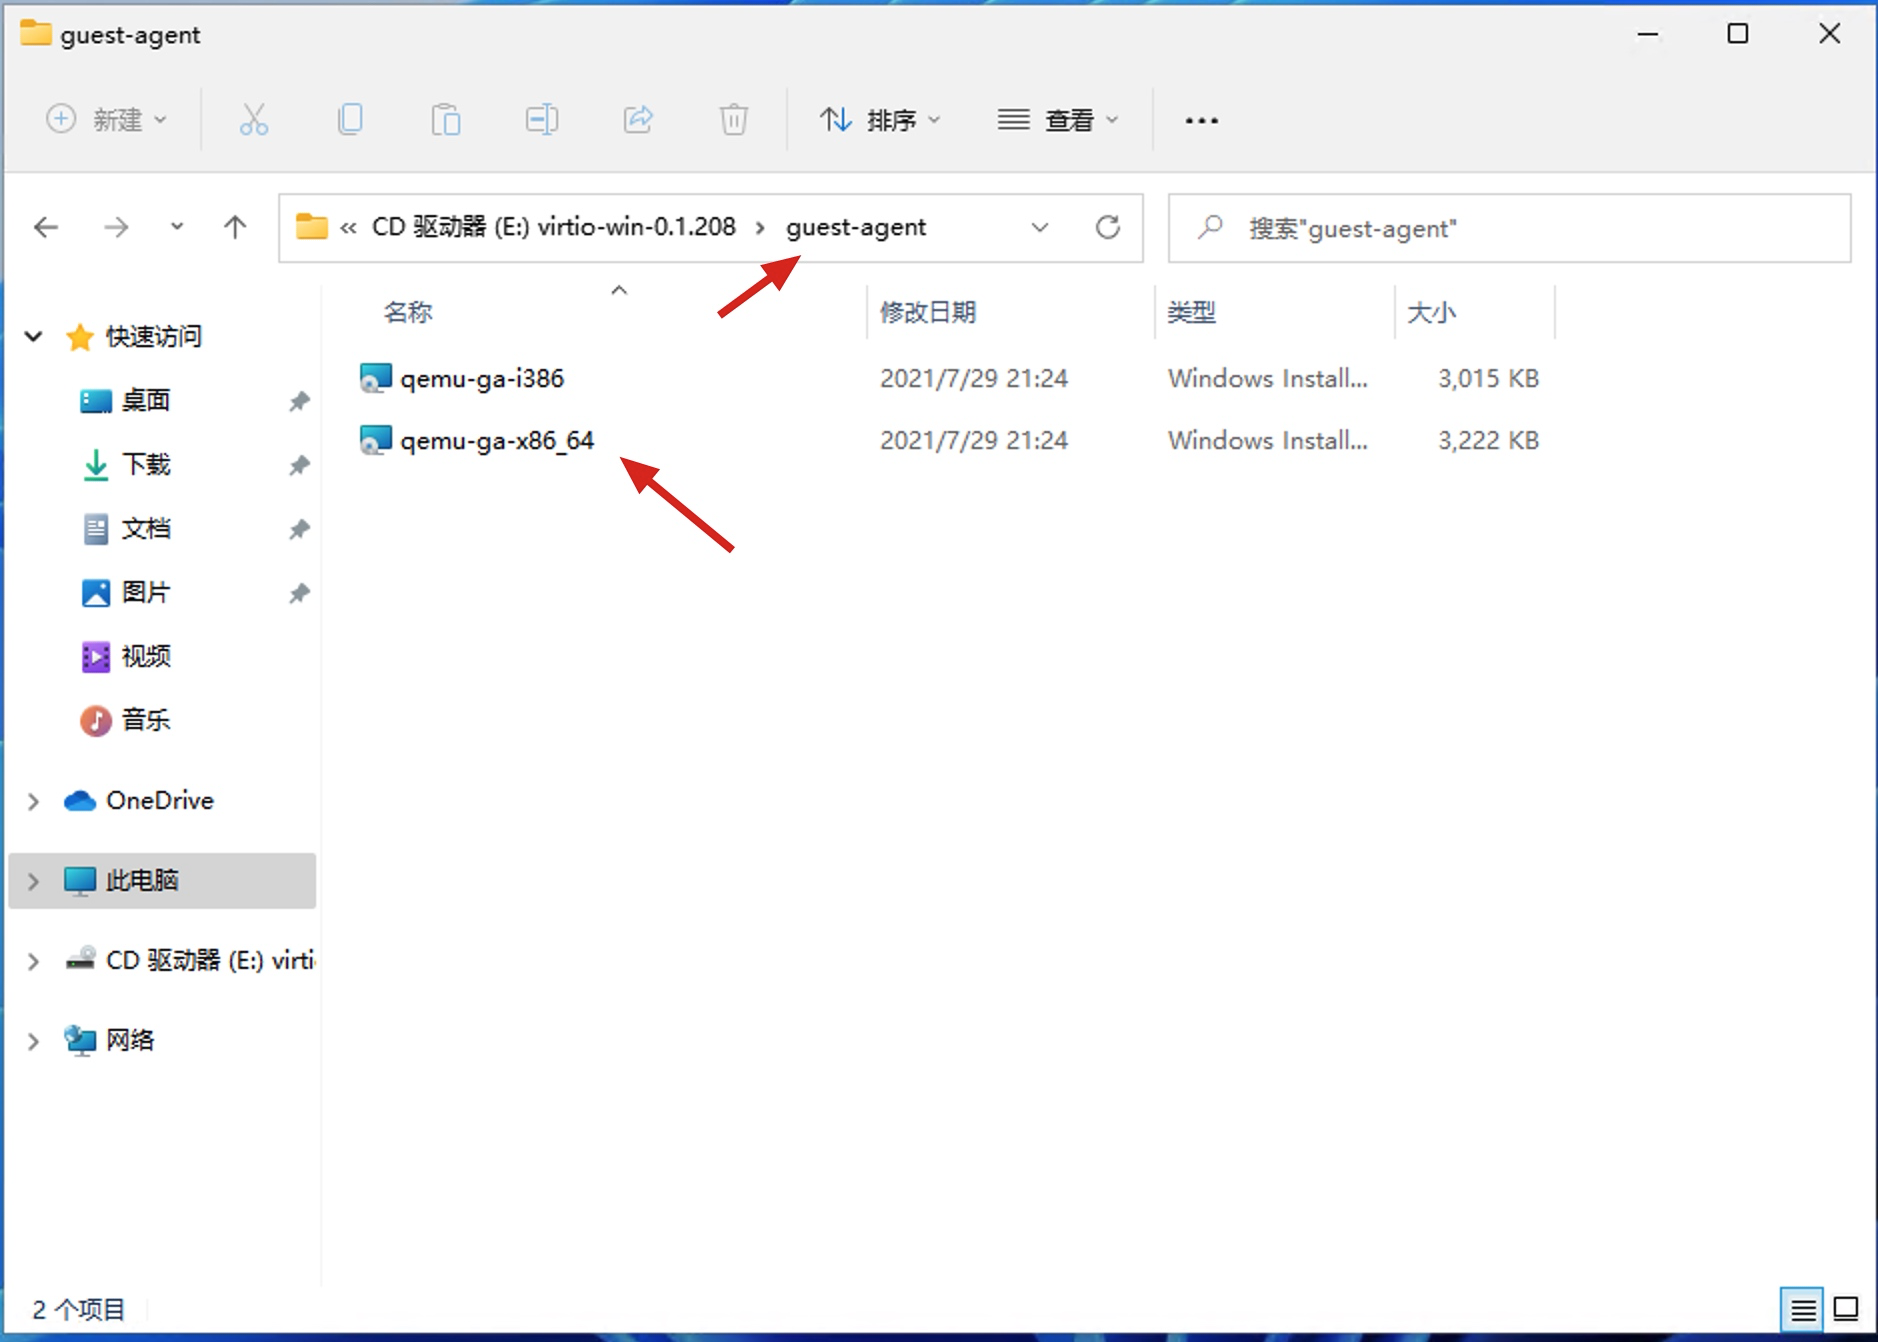 guest-agent
新建
排序
查看
« CD 驱动器 (E:) virtio-win-0.1.208 › guest-agent
搜索"guest-agent"
名称 修改日期 类型 大小
qemu-ga-i386 2021/7/29 21:24 Windows Install... 3,015 KB
qemu-ga-x86_64 2021/7/29 21:24 Windows Install... 3,222 KB
快速访问
桌面
下载
文档
图片
视频
音乐
OneDrive
此电脑
CD 驱动器 (E:) virti
网络
2 个项目